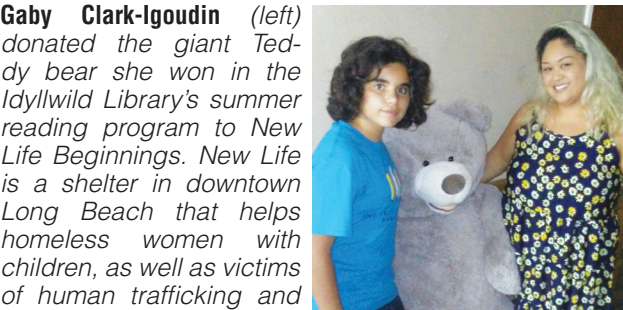 Gaby Clark-Igoudin (left)
donated the giant Ted-
dy bear she won in the
Idyllwild Library's summer
reading program to New
Life Beginnings. New Life
is a shelter in downtown
Long Beach that helps
homeless women with
children, as well as victims
of human trafficking and